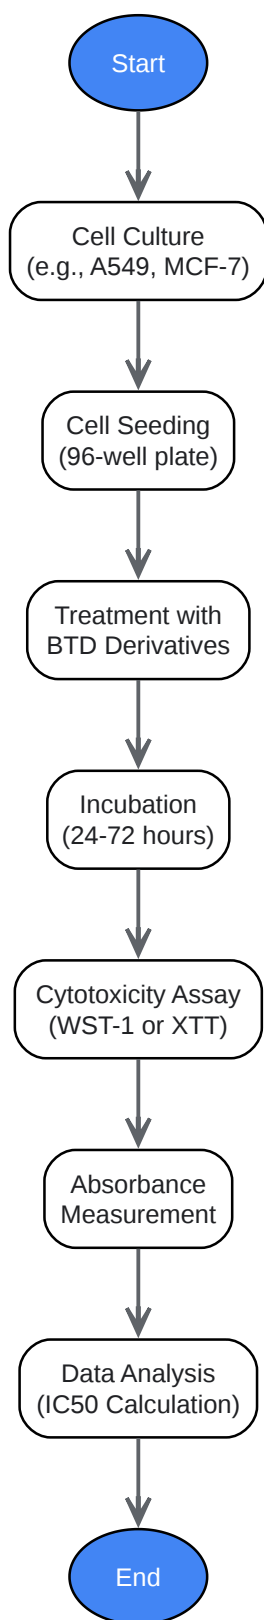 Start
Cell Culture
(e.g., A549, MCF-7)
Cell Seeding
(96-well plate)
Treatment with
BTD Derivatives
Incubation
(24-72 hours)
Cytotoxicity Assay
(WST-1 or XTT)
Absorbance
Measurement
Data Analysis
(IC50 Calculation)
End